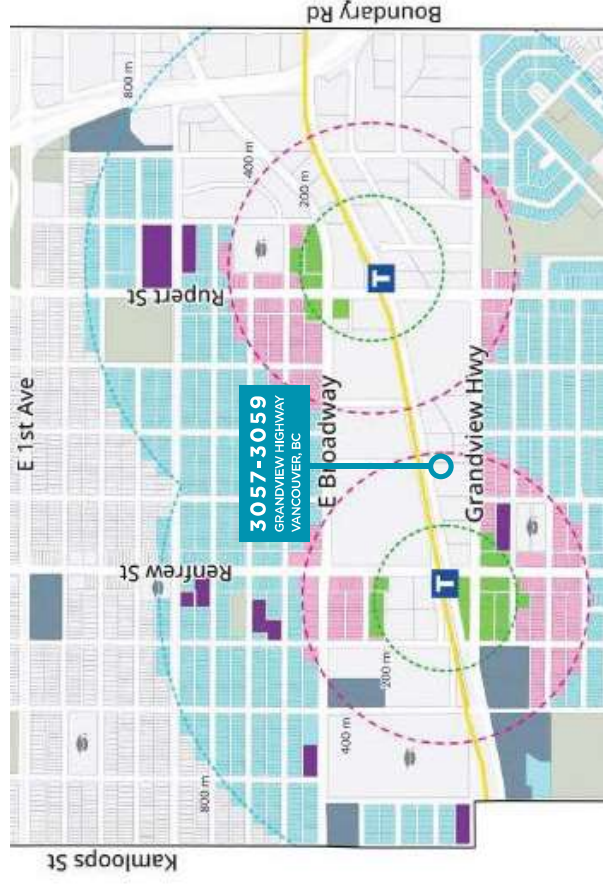 Boundary Rd
800 m
400 m
200 m
T
Rupert St
E 1st Ave
3057-3059
GRANDVIEW HIGHWAY
VANCOUVER, BC
E Broadway
Grandview Hwy
Renfrew St
T
200 m
400 m
800 m
Kamloops St